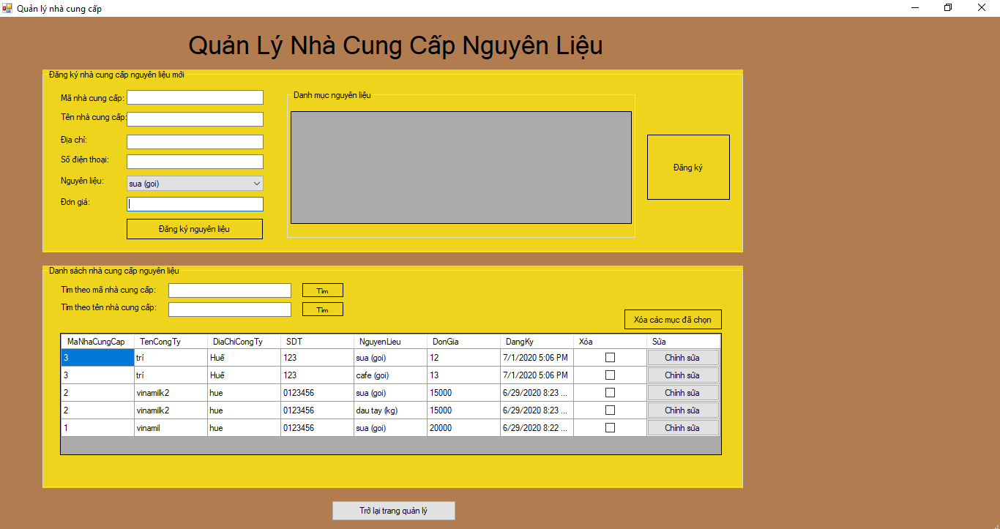 Quản lý nhà cung cấp
Quản Lý Nhà Cung Cấp Nguyên Liệu
Đăng ký nhà cung cấp nguyên liệu mới
Mã nhà cung cấp:
Tên nhà cung cấp:
Địa chỉ:
Số điện thoại:
Nguyên liệu: sua (goi)
Đơn giá:
Đăng ký nguyên liệu
Danh mục nguyên liệu
Đăng ký
Danh sách nhà cung cấp nguyên liệu
Tìm theo mã nhà cung cấp: Tìm
Tìm theo tên nhà cung cấp: Tìm
Xóa các mục đã chọn
MaNhaCungCap TenCongTy DiaChiCongTy SDT NguyenLieu DonGia DangKy Xóa Sửa
3 trí Huế 123 sua (goi) 12 7/1/2020 5:06 PM Chỉnh sửa
3 trí Huế 123 cafe (goi) 13 7/1/2020 5:06 PM Chỉnh sửa
2 vinamilk2 hue 0123456 sua (goi) 15000 6/29/2020 8:23 ... Chỉnh sửa
2 vinamilk2 hue 0123456 dau tay (kg) 15000 6/29/2020 8:23 ... Chỉnh sửa
1 vinamil hue 0123456 sua (goi) 20000 6/29/2020 8:22 ... Chỉnh sửa
Trở lại trang quản lý